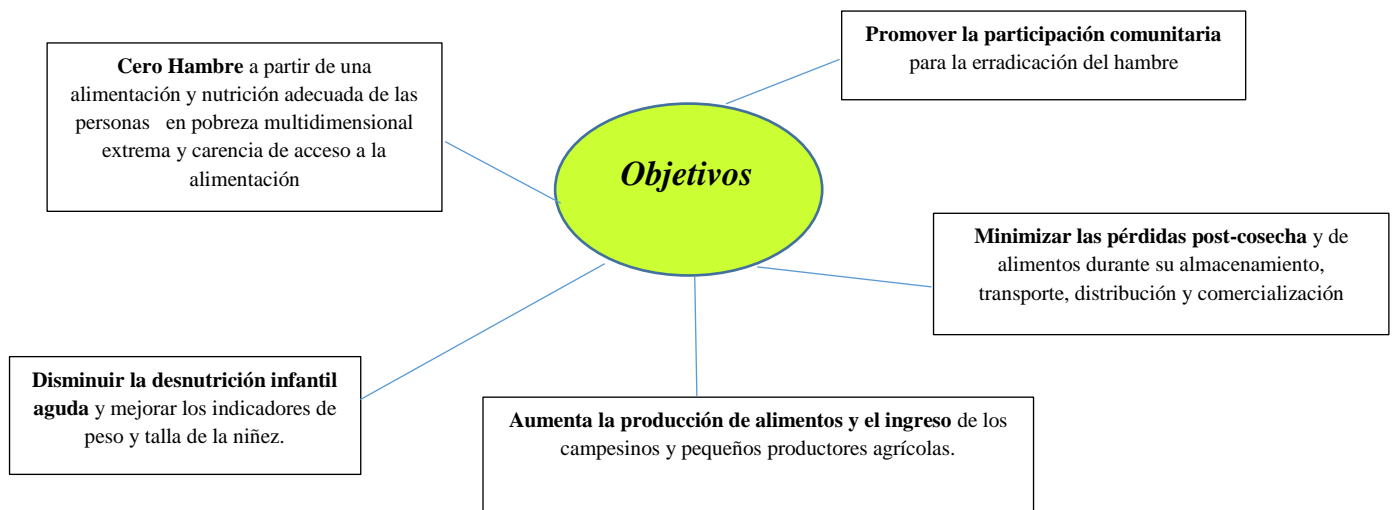 Promover la participación comunitaria
para la erradicación del hambre
Cero Hambre a partir de una
alimentación y nutrición adecuada de las
personas en pobreza multidimensional
extrema y carencia de acceso a la
alimentación
Objetivos
Minimizar las pérdidas post-cosecha y de
alimentos durante su almacenamiento,
transporte, distribución y comercialización
Disminuir la desnutrición infantil
aguda y mejorar los indicadores de
peso y talla de la niñez.
Aumenta la producción de alimentos y el ingreso de los
campesinos y pequeños productores agrícolas.